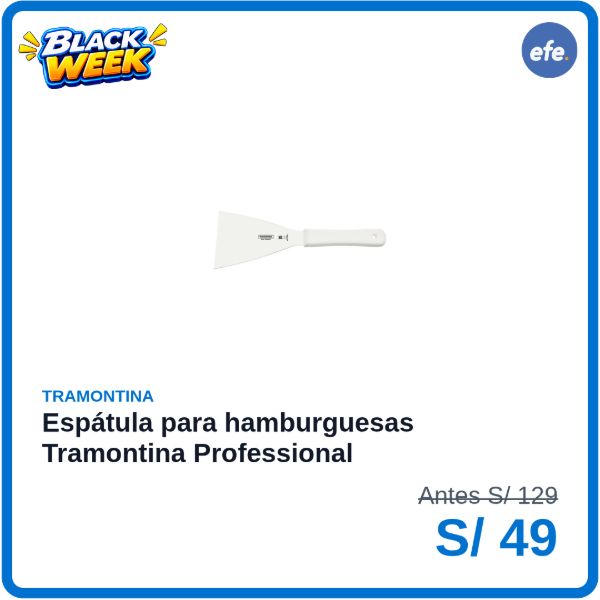 BLACK
WEEK
efe.
TRAMONTINA
Espátula para hamburguesas
Tramontina Professional
Antes S/ 129
S/ 49